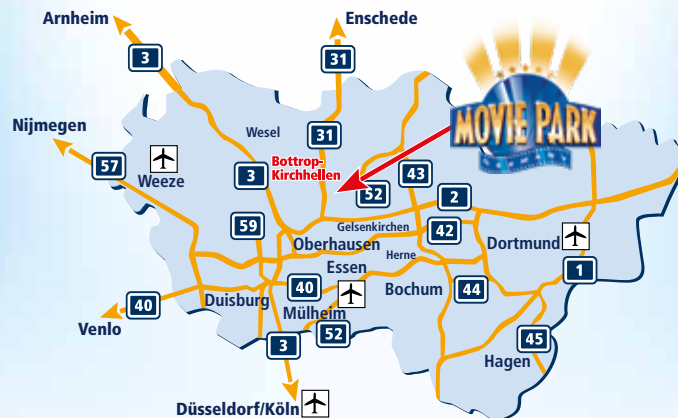 Arnheim
Enschede
3
31
MOVIE PARK
Nijmegen
Wesel
31
57
Weeze
3
Bottrop-
Kirchhellen
43
52
2
59
Gelsenkirchen
42
Oberhausen
Herne
Dortmund
Essen
1
40
Duisburg
40
Bochum
44
Mülheim
Venlo
52
3
45
Hagen
Düsseldorf/Köln